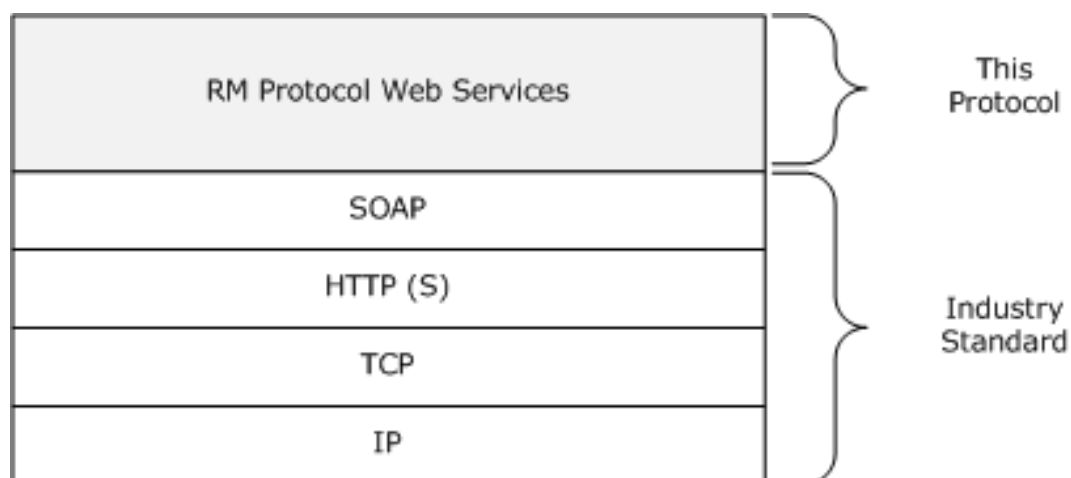 RM Protocol Web Services
This
Protocol
SOAP
HTTP (S)
TCP
IP
Industry
Standard